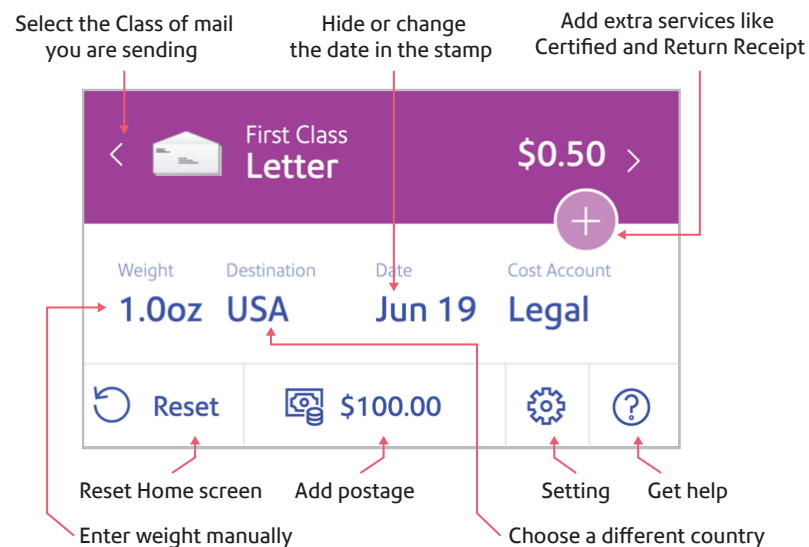 Select the Class of mail
you are sending
Hide or change
the date in the stamp
Add extra services like
Certified and Return Receipt
First Class
Letter
$0.50
Weight
1.0oz
Destination
USA
Date
Jun 19
Cost Account
Legal
Reset
$100.00
Reset Home screen
Add postage
Setting
Get help
Enter weight manually
Choose a different country